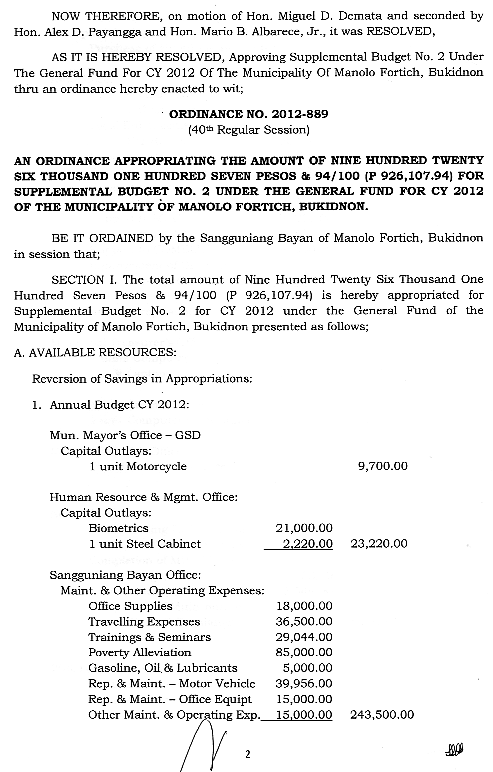 NOW THEREFORE, on motion of Hon. Miguel D. Demata and seconded by
Hon. Alex D. Payangga and Hon. Mario B. Albarece, Jr., it was RESOLVED,
AS IT IS HEREBY RESOLVED, Approving Supplemental Budget No. 2 Under
The General Fund For CY 2012 Of The Municipality Of Manolo Fortich, Bukidnon
thru an ordinance hereby enacted to wit;
ORDINANCE NO. 2012-889
(40th Regular Session)
AN ORDINANCE APPROPRIATING THE AMOUNT OF NINE HUNDRED TWENTY
SIX THOUSAND ONE HUNDRED SEVEN PESOS & 94/100 (P 926,107.94) FOR
SUPPLEMENTAL BUDGET NO. 2 UNDER THE GENERAL FUND FOR CY 2012
OF THE MUNICIPALITY OF MANOLO FORTICH, BUKIDNON.
BE IT ORDAINED by the Sangguniang Bayan of Manolo Fortich, Bukidnon
in session that;
SECTION I. The total amount of Nine Hundred Twenty Six Thousand One
Hundred Seven Pesos & 94/100 (P 926,107.94) is hereby appropriated for
Supplemental Budget No. 2 for CY 2012 under the General Fund of the
Municipality of Manolo Fortich, Bukidnon presented as follows;
A. AVAILABLE RESOURCES:
Reversion of Savings in Appropriations:
1. Annual Budget CY 2012:
Mun. Mayor's Office – GSD
Capital Outlays:
1 unit Motorcycle 9,700.00
Human Resource & Mgmt. Office:
Capital Outlays:
Biometrics 21,000.00
1 unit Steel Cabinet 2,220.00 23,220.00
Sangguniang Bayan Office:
Maint. & Other Operating Expenses:
Office Supplies 18,000.00
Travelling Expenses 36,500.00
Trainings & Seminars 29,044.00
Poverty Alleviation 85,000.00
Gasoline, Oil & Lubricants 5,000.00
Rep. & Maint. – Motor Vehicle 39,956.00
Rep. & Maint. – Office Equipt 15,000.00
Other Maint. & Operating Exp. 15,000.00 243,500.00
2